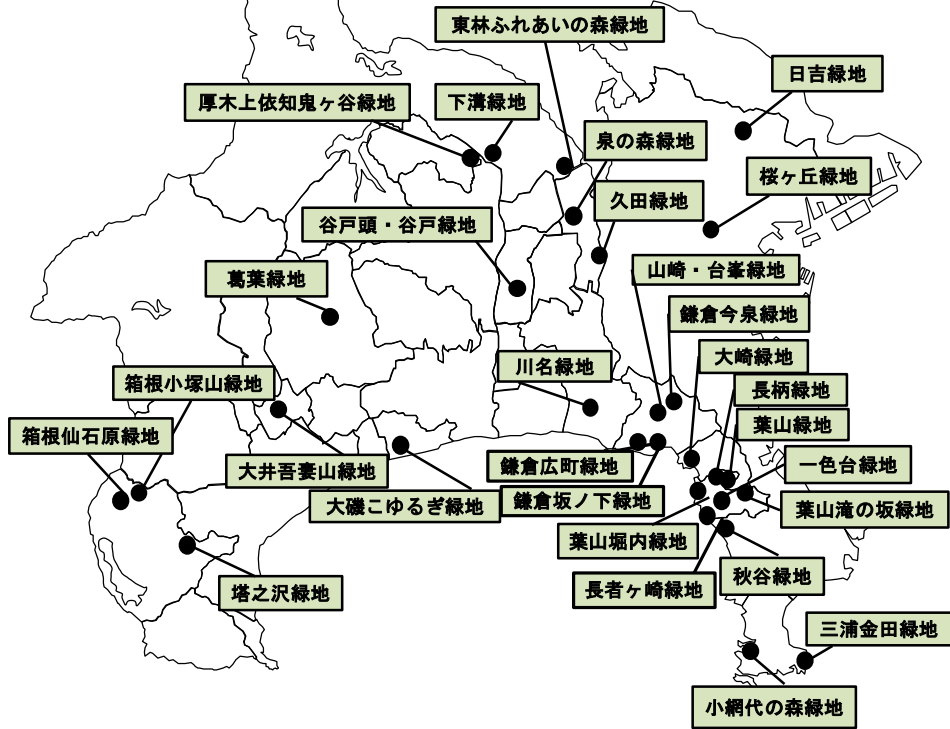 東林ふれあいの森緑地
日吉緑地
厚木上依知鬼ヶ谷緑地
下溝緑地
泉の森緑地
桜ヶ丘緑地
久田緑地
谷戸頭・谷戸緑地
山崎・台峯緑地
葛葉緑地
鎌倉今泉緑地
大崎緑地
川名緑地
箱根小塚山緑地
長柄緑地
葉山緑地
箱根仙石原緑地
大井吾妻山緑地
鎌倉広町緑地
一色台緑地
大磯こゆるぎ緑地
鎌倉坂ノ下緑地
葉山滝の坂緑地
葉山堀内緑地
秋谷緑地
長者ヶ崎緑地
塔之沢緑地
三浦金田緑地
小網代の森緑地